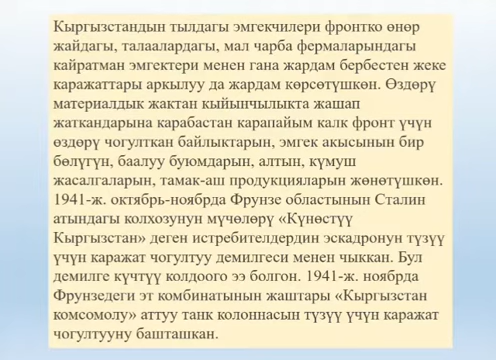 Кыргызстандын тылдагы эмгекчилери фронтко өнөр
жайдагы, талаалардагы, мал чарба фермаларындагы
кайратман эмгектери менен гана жардам бербестен жеке
каражаттары аркылуу да жардам көрсөтүшкөн. Өздөрү
материалдык жактан кыйынчылыкта жашап
жаткандарына карабастан карапайым калк фронт үчүн
өздөрү чогулткан байлыктарын, эмгек акысынын бир
бөлүгүн, баалуу буюмдарын, алтын, күмүш
жасалгаларын, тамак-аш продукцияларын жөнөтүшкөн.
1941-ж. октябрь-ноябрда Фрунзе областынын Сталин
атындагы колхозунун мүчөлөрү «Күнөстүү
Кыргызстан» деген истребителдердин эскадронун түзүү
үчүн каражат чогултуу демилгеси менен чыккан. Бул
демилге күчтүү колдоого ээ болгон. 1941-ж. ноябрда
Фрунзедеги эт комбинатынын жаштары «Кыргызстан
комсомолу» аттуу танк колоннасын түзүү үчүн каражат
чогултууну башташкан.